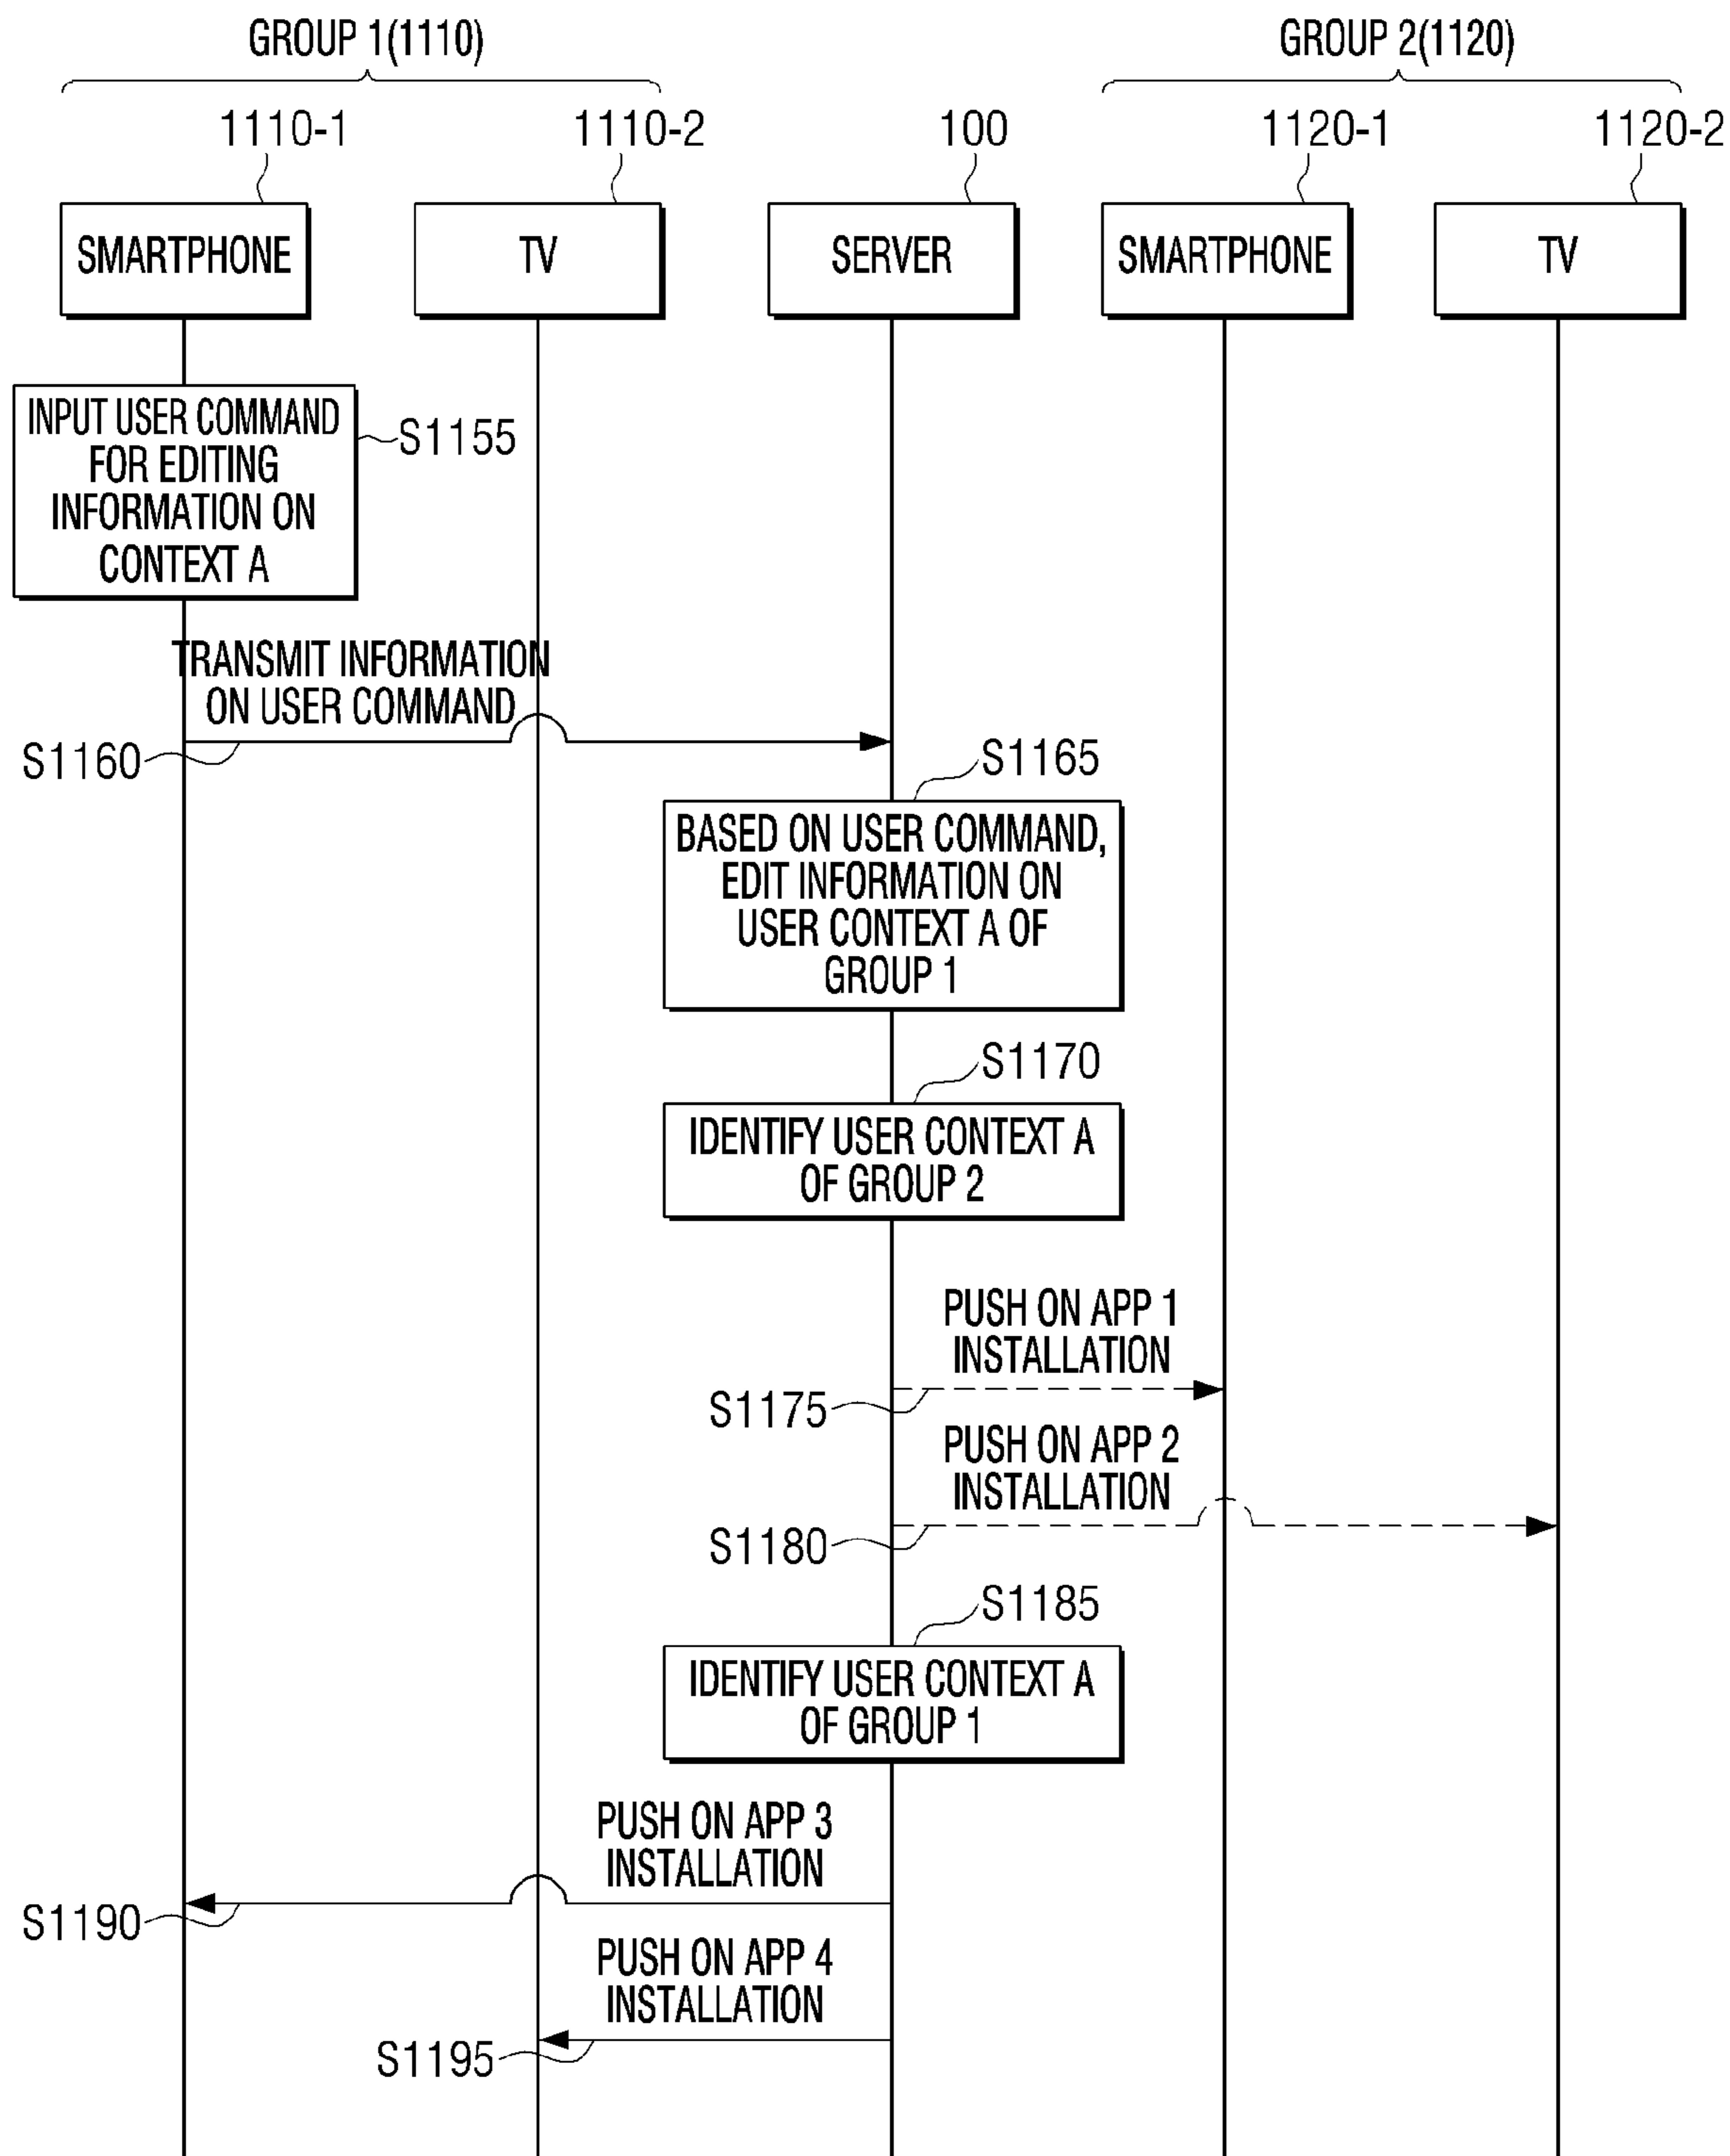 GROUP 1(1110)
GROUP 2(1120)
1110-1
1110-2
100
1120-1
1120-2
SMARTPHONE
TV
SERVER
SMARTPHONE
TV
INPUT USER COMMAND
FOR EDITING
INFORMATION ON
CONTEXT A
S1155
TRANSMIT INFORMATION
ON USER COMMAND
S1160
S1165
BASED ON USER COMMAND,
EDIT INFORMATION ON
USER CONTEXT A OF
GROUP 1
S1170
IDENTIFY USER CONTEXT A
OF GROUP 2
PUSH ON APP 1
INSTALLATION
S1175
PUSH ON APP 2
INSTALLATION
S1180
S1185
IDENTIFY USER CONTEXT A
OF GROUP 1
PUSH ON APP 3
INSTALLATION
S1190
PUSH ON APP 4
INSTALLATION
S1195